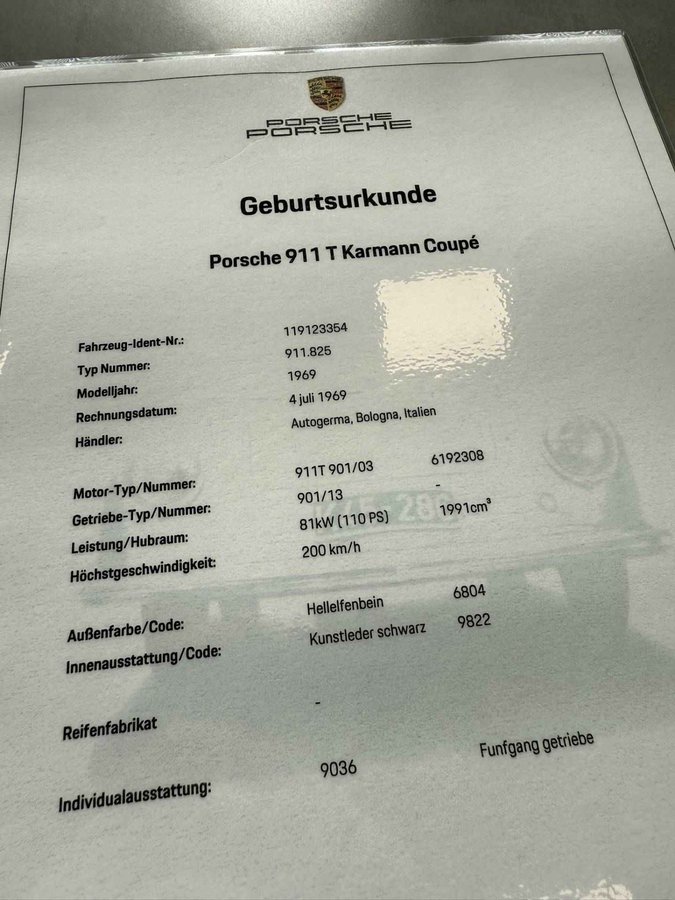 PORSCHE
PORSCHE
Geburtsurkunde
Porsche 911 T Karmann Coupé
Fahrzeug-Ident-Nr.: 119123354
Typ Nummer: 911.825
Modelljahr: 1969
Rechnungsdatum: 4 juli 1969
Händler: Autogerma, Bologna, Italien
Motor-Typ/Nummer: 911T 901/03 6192308
Getriebe-Typ/Nummer: 901/13 -
Leistung/Hubraum: 81kW (110 PS) 1991cm³
Höchstgeschwindigkeit: 200 km/h
Außenfarbe/Code: Hellelfenbein 6804
Innenausstattung/Code: Kunstleder schwarz 9822
Reifenfabrikat -
Individualausstattung: 9036 Funfgang getriebe